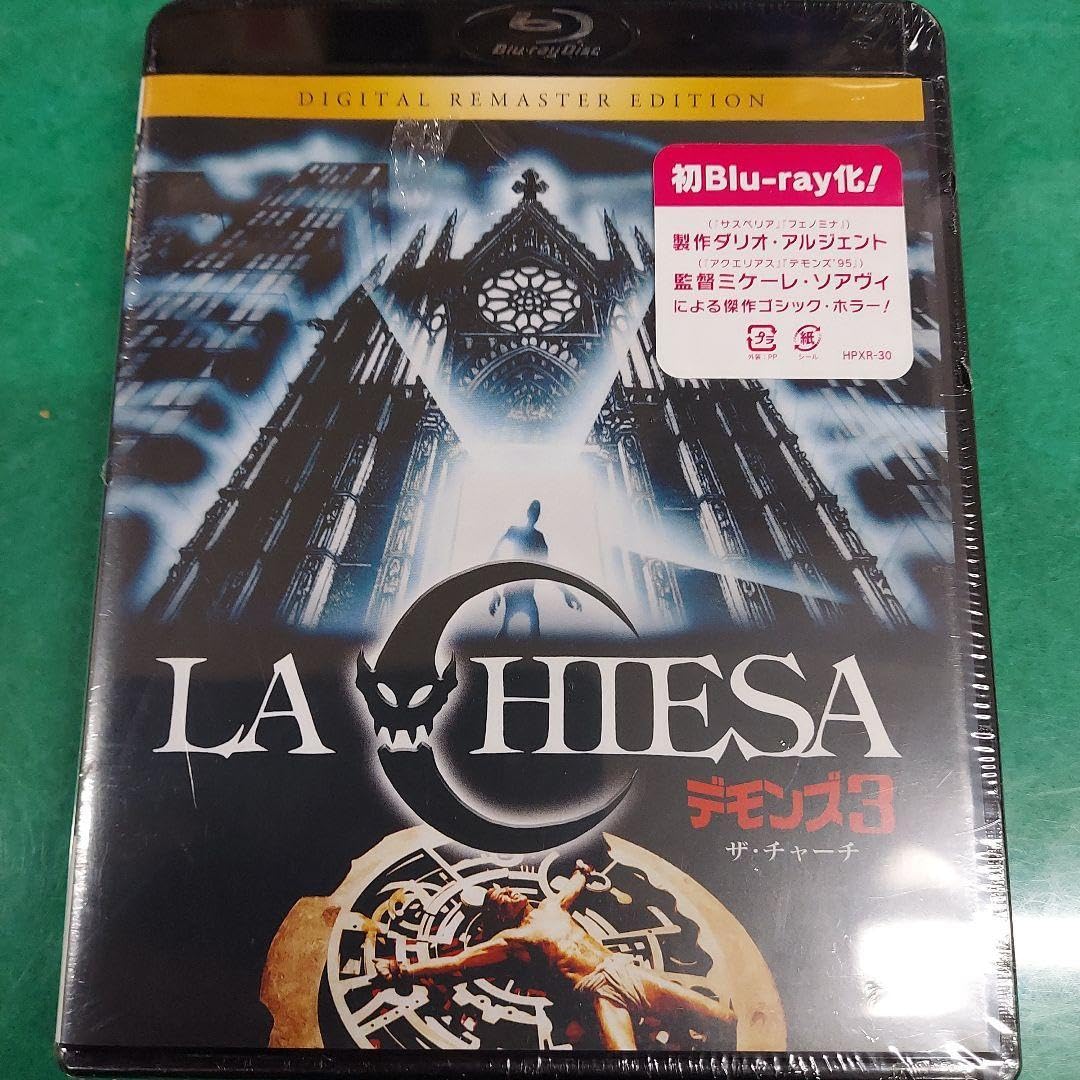 Blu-ray Disc
DIGITAL REMASTER EDITION
初Blu-ray化!
(『サスペリア』『フェノミナ』)
製作ダリオ・アルジェント
(『アクエリアス』『デモンズ'95』)
監督ミケーレ・ソアヴィ
による傑作ゴシック・ホラー!
プラ
紙
外装:PP
シール
HPXR-30
LA CHIESA
デモンズ3
ザ・チャーチ